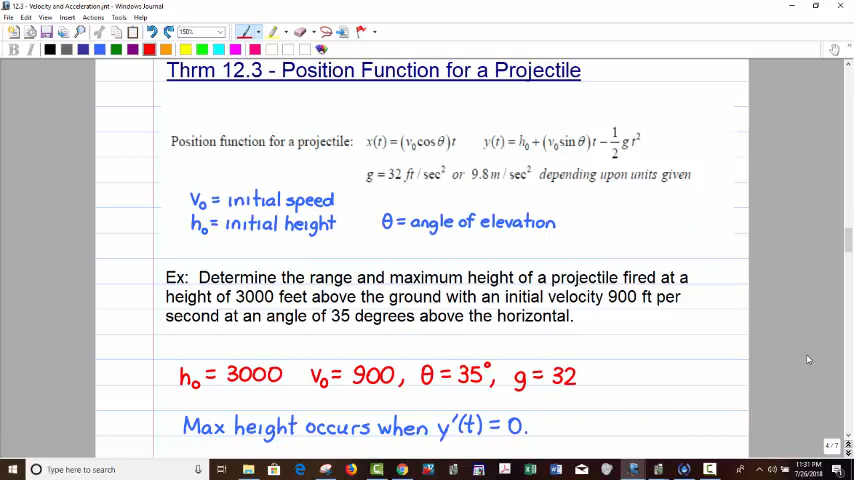 12.3 - Velocity and Acceleration.jnt - Windows Journal
File Edit View Insert Actions Tools Help
150%
B I
Thrm 12.3 - Position Function for a Projectile
Position function for a projectile: x(t) = (v₀cosθ)t y(t) = h₀ + (v₀sinθ)t − 1/2 g t²
g = 32 ft / sec² or 9.8 m / sec² depending upon units given
v₀ = initial speed
h₀ = initial height θ = angle of elevation
Ex: Determine the range and maximum height of a projectile fired at a
height of 3000 feet above the ground with an initial velocity 900 ft per
second at an angle of 35 degrees above the horizontal.
h₀ = 3000 v₀ = 900, θ = 35°, g = 32
Max height occurs when y′(t) = 0.
4 / 7
Type here to search
11:31 PM
7/26/2018